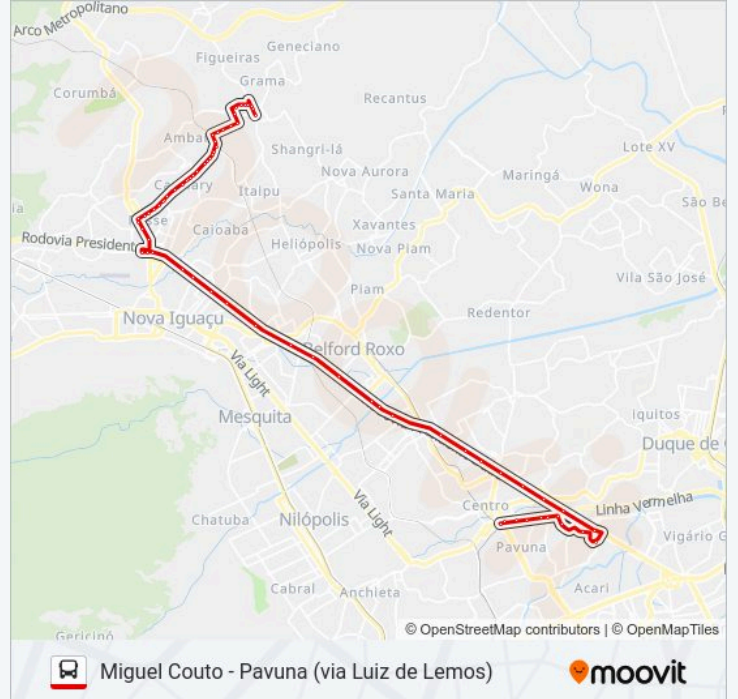 Arco Metropolitano
Geneciano
Figueiras
Grama
Corumbá
Recantus
Lote XV
Shangri-lá
Nova Aurora
Maringá
Itaipu
Santa Maria
Wona
São Be
Xavantes
Caioaba
Heliópolis
Nova Piam
Rodovia President
Vila São José
Piam
Redentor
Nova Iguaçu
Belford Roxo
Via Light
Mesquita
iquitos
Duque de
Via Light
Centro
Linha Vermelha
Chatuba
Nilópolis
Pavuna
Vigário G
Acari
Cabral
Anchieta
Gericinó
© OpenStreetMap contributors | © OpenMapTiles
Miguel Couto - Pavuna (via Luiz de Lemos)
moovit